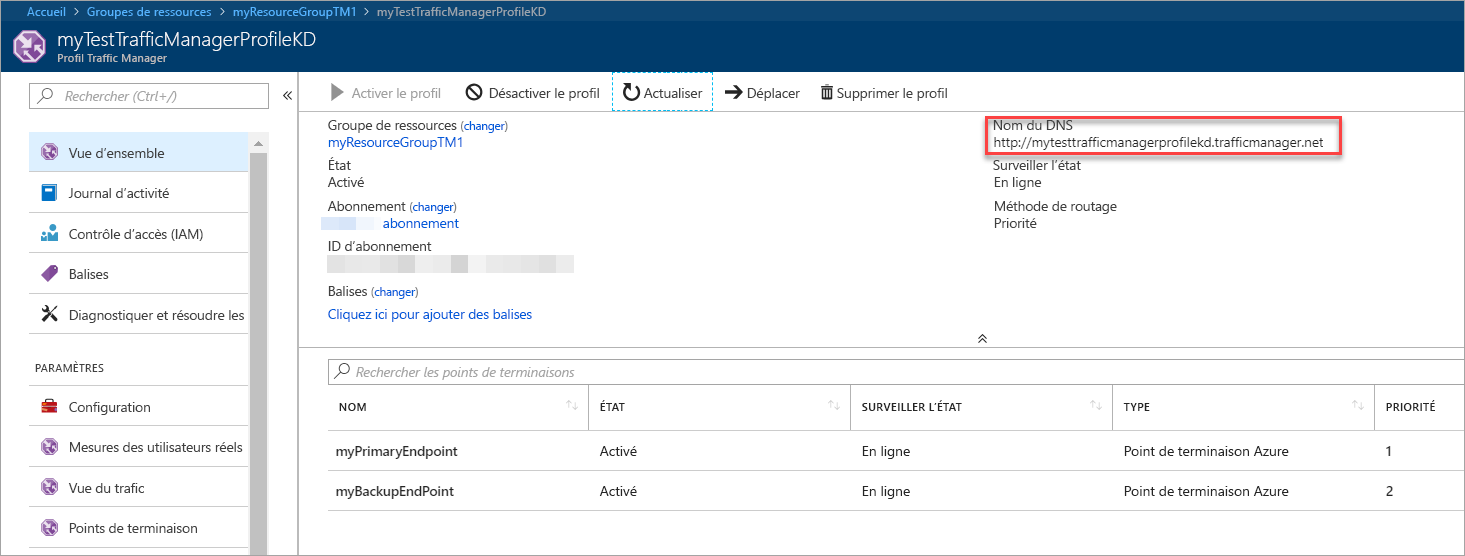 Accueil > Groupes de ressources > myResourceGroupTM1 > myTestTrafficManagerProfileKD
myTestTrafficManagerProfileKD
Profil Traffic Manager
Rechercher (Ctrl+/)
Vue d'ensemble
Journal d'activité
Contrôle d'accès (IAM)
Balises
Diagnostiquer et résoudre les
PARAMÈTRES
Configuration
Mesures des utilisateurs réels
Vue du trafic
Points de terminaison
Activer le profil Désactiver le profil Actualiser Déplacer Supprimer le profil
Groupe de ressources (changer)
myResourceGroupTM1
État
Activé
Abonnement (changer)
abonnement
ID d'abonnement
Balises (changer)
Cliquez ici pour ajouter des balises
Nom du DNS
http://mytesttrafficmanagerprofilekd.trafficmanager.net
Surveiller l'état
En ligne
Méthode de routage
Priorité
Rechercher les points de terminaisons
NOM ÉTAT SURVEILLER L'ÉTAT TYPE PRIORITÉ
myPrimaryEndpoint Activé En ligne Point de terminaison Azure 1
myBackupEndPoint Activé En ligne Point de terminaison Azure 2